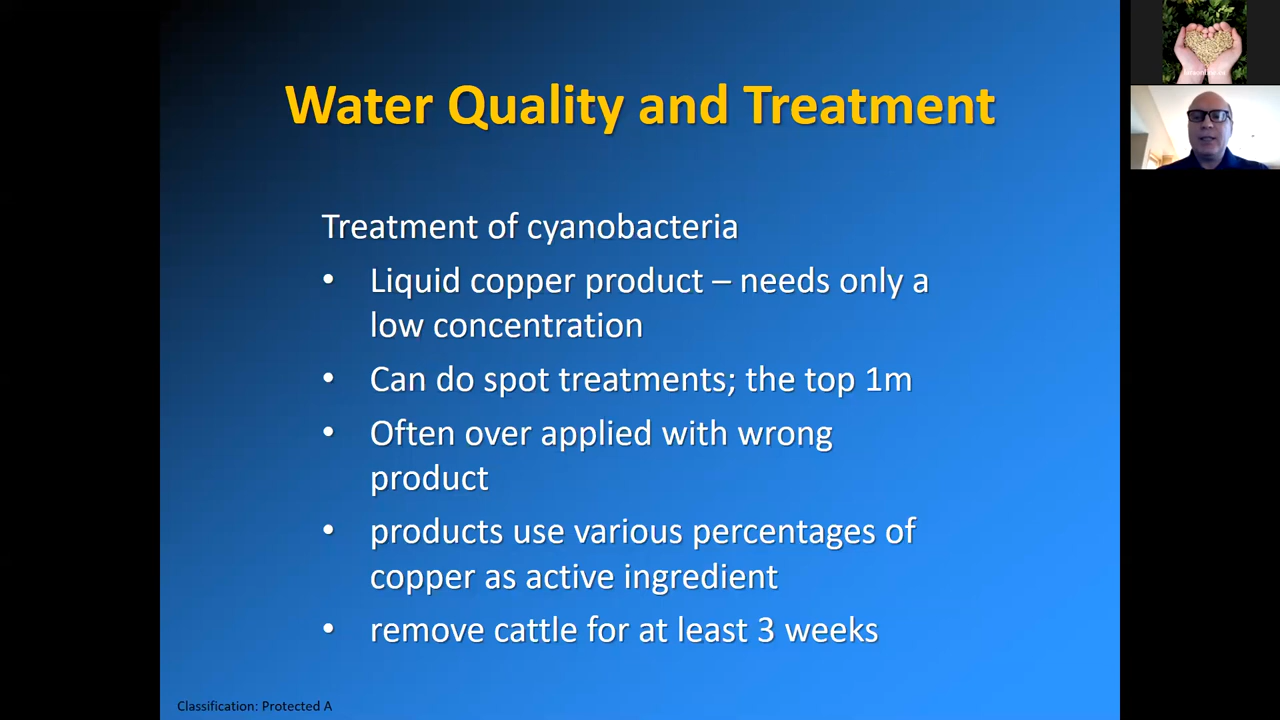 Water Quality and Treatment
Treatment of cyanobacteria
• Liquid copper product – needs only a
low concentration
• Can do spot treatments; the top 1m
• Often over applied with wrong
product
• products use various percentages of
copper as active ingredient
• remove cattle for at least 3 weeks
Classification: Protected A